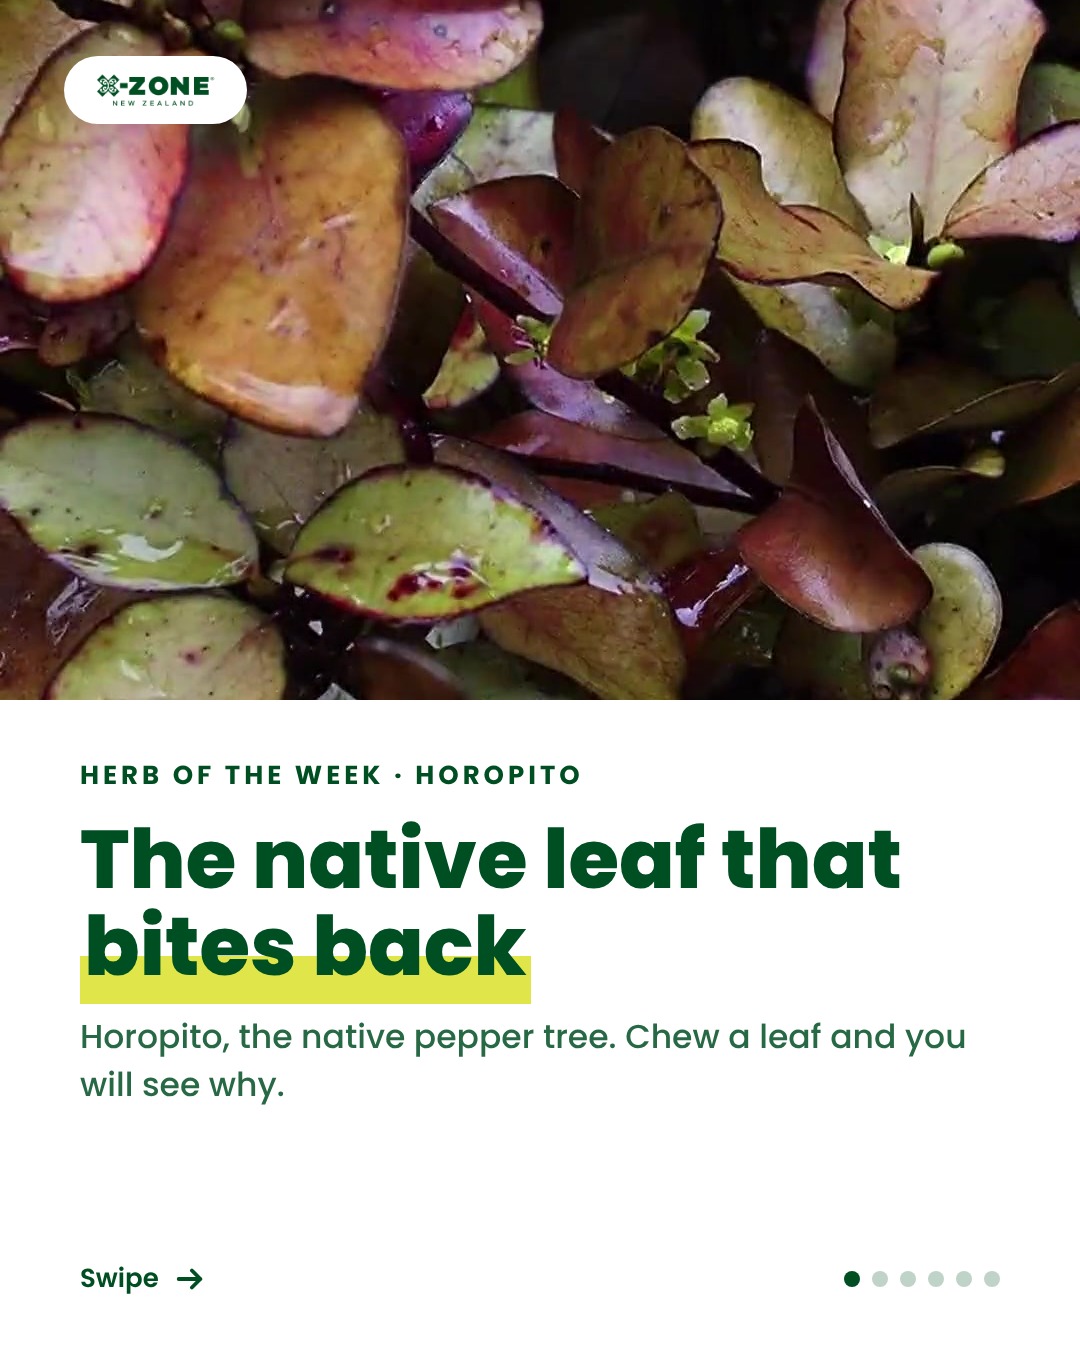 X-ZONE
NEW ZEALAND
HERB OF THE WEEK · HOROPITO
The native leaf that
bites back
Horopito, the native pepper tree. Chew a leaf and you
will see why.
Swipe →